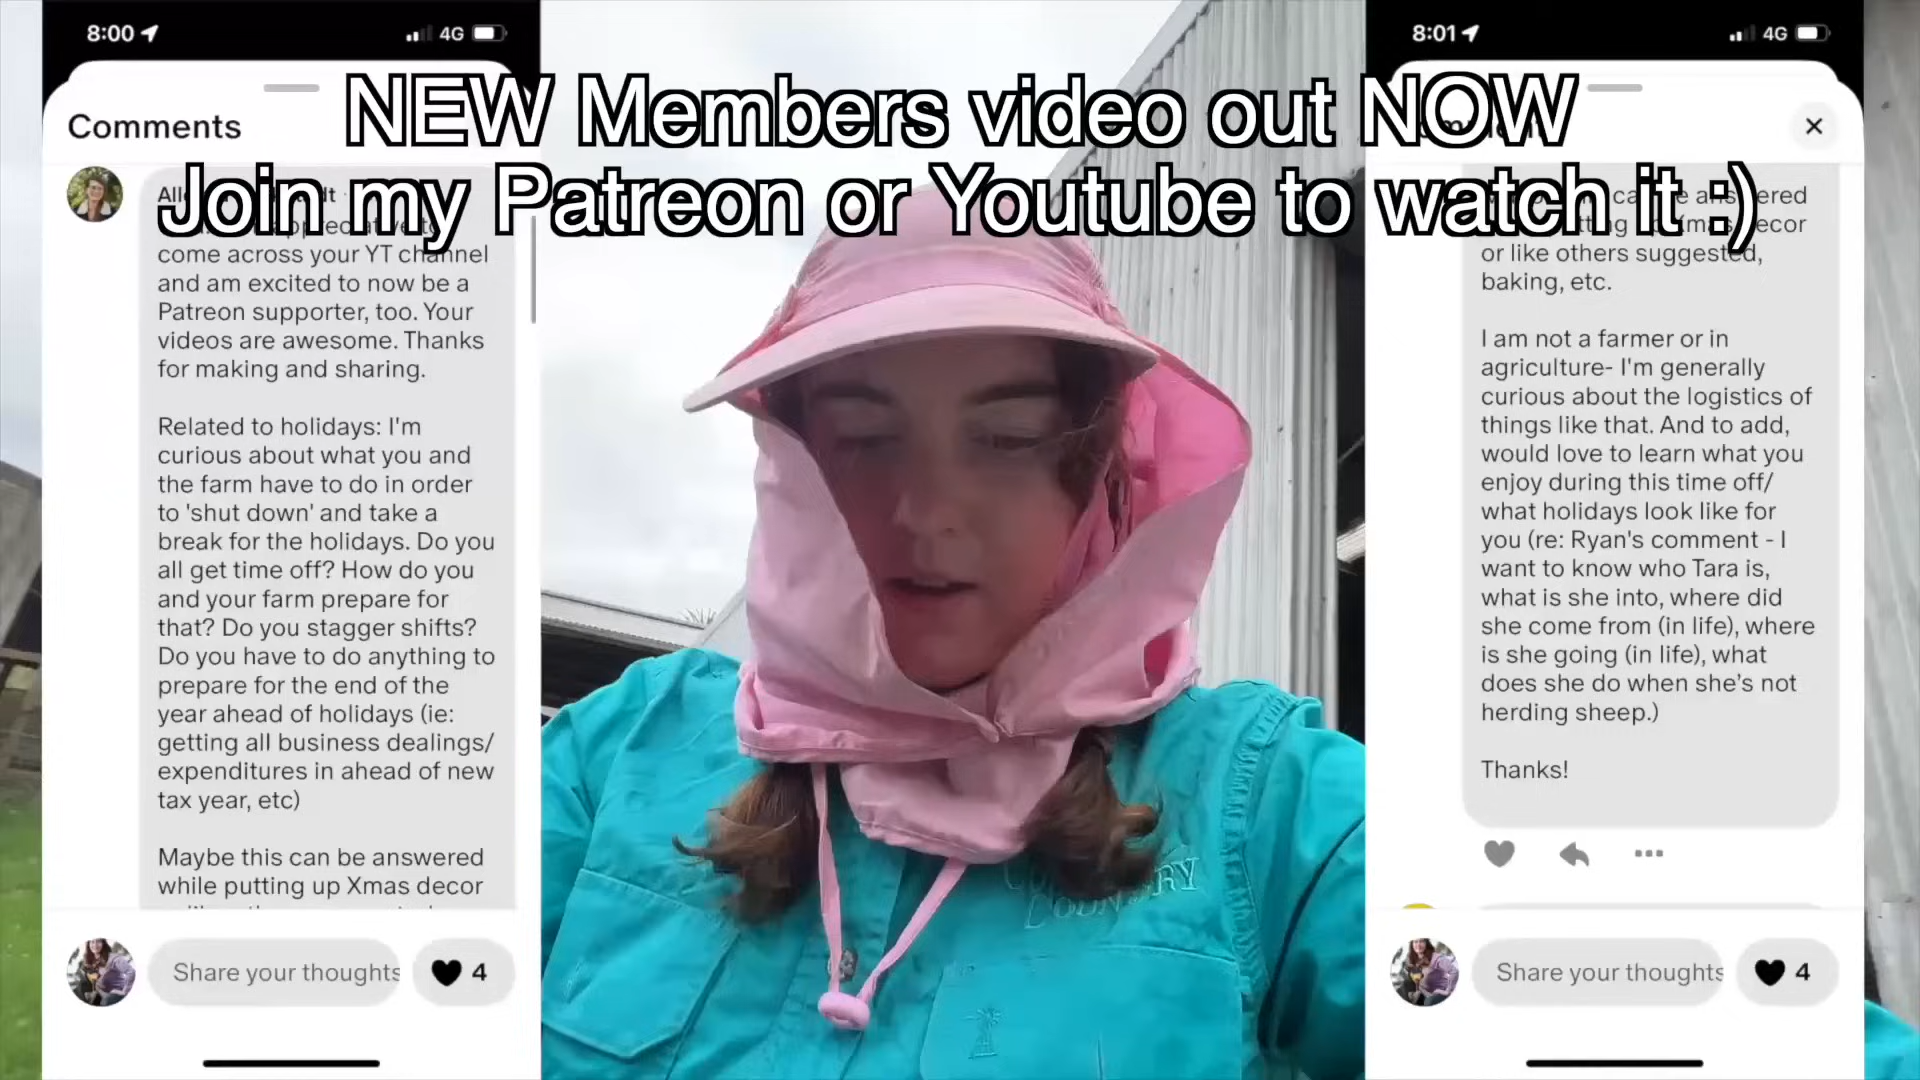 NEW Members video out NOW
Join my Patreon or Youtube to watch it :)
8:00
4G
Comments
come across your YT channel
and am excited to now be a
Patreon supporter, too. Your
videos are awesome. Thanks
for making and sharing.
Related to holidays: I'm
curious about what you and
the farm have to do in order
to 'shut down' and take a
break for the holidays. Do you
all get time off? How do you
and your farm prepare for
that? Do you stagger shifts?
Do you have to do anything to
prepare for the end of the
year ahead of holidays (ie:
getting all business dealings/
expenditures in ahead of new
tax year, etc)
Maybe this can be answered
while putting up Xmas decor
Share your thoughts
4
COUNTRY
8:01
4G
or like others suggested,
baking, etc.
I am not a farmer or in
agriculture- I'm generally
curious about the logistics of
things like that. And to add,
would love to learn what you
enjoy during this time off/
what holidays look like for
you (re: Ryan's comment - I
want to know who Tara is,
what is she into, where did
she come from (in life), where
is she going (in life), what
does she do when she's not
herding sheep.)
Thanks!
Share your thoughts
4